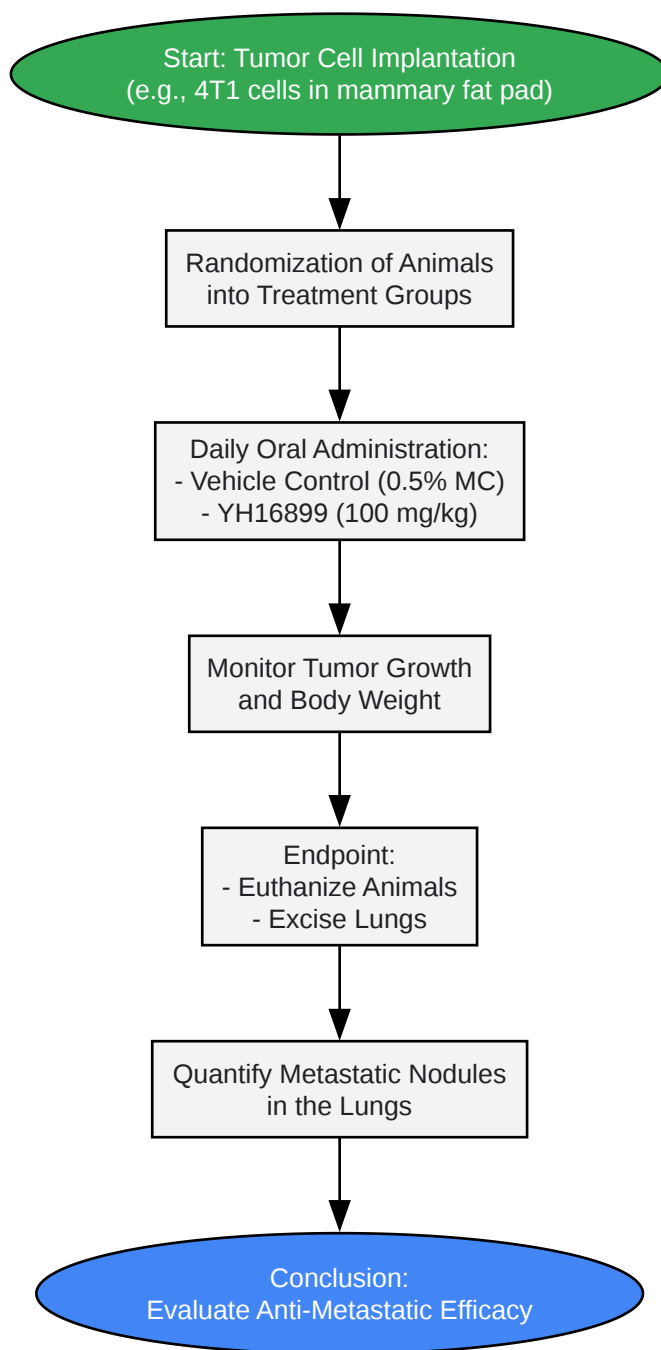 Start: Tumor Cell Implantation
(e.g., 4T1 cells in mammary fat pad)
Randomization of Animals
into Treatment Groups
Daily Oral Administration:
- Vehicle Control (0.5% MC)
- YH16899 (100 mg/kg)
Monitor Tumor Growth
and Body Weight
Endpoint:
- Euthanize Animals
- Excise Lungs
Quantify Metastatic Nodules
in the Lungs
Conclusion:
Evaluate Anti-Metastatic Efficacy